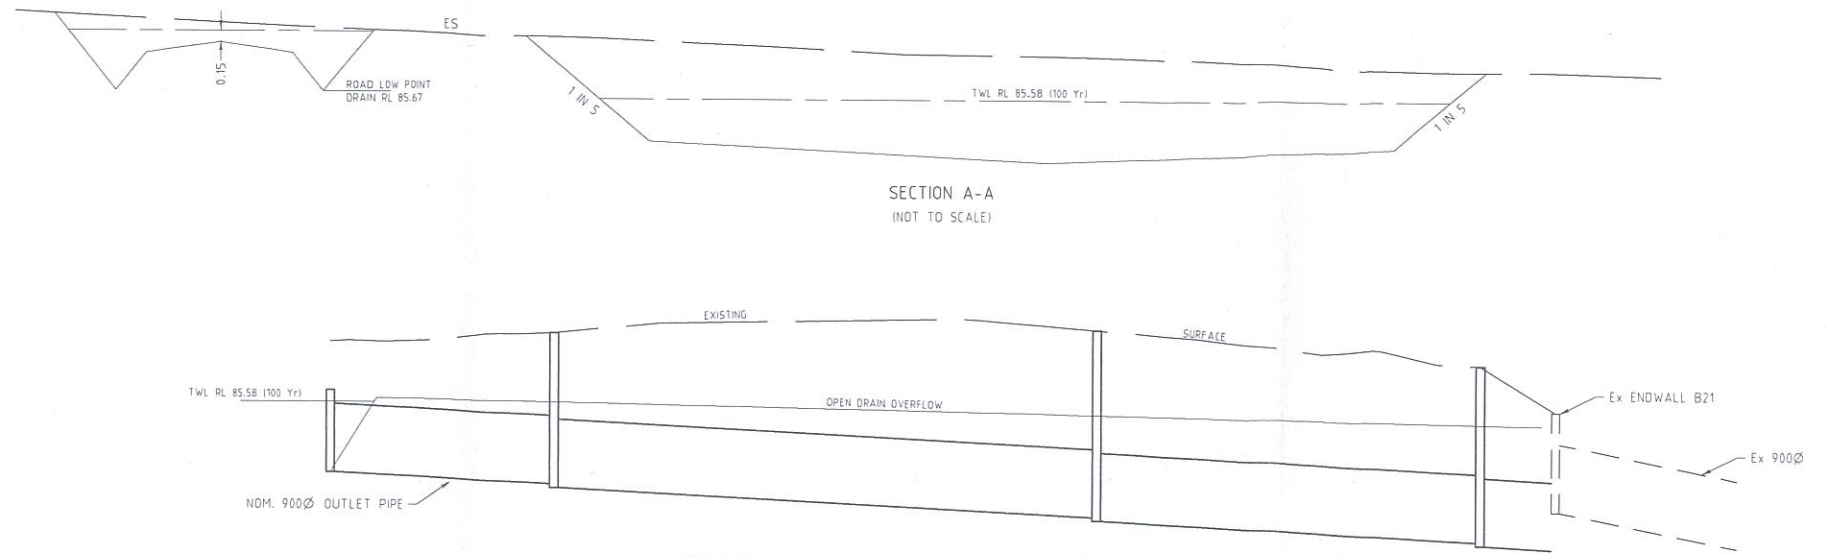 ES
0.15
ROAD LOW POINT
DRAIN RL 85.67
1 IN 5
TWL RL 85.58 (100 Yr)
1 IN 5
SECTION A-A
(NOT TO SCALE)
EXISTING
SURFACE
TWL RL 85.58 (100 Yr)
OPEN DRAIN OVERFLOW
Ex ENDWALL B21
Ex 900Ø
NOM. 900Ø OUTLET PIPE